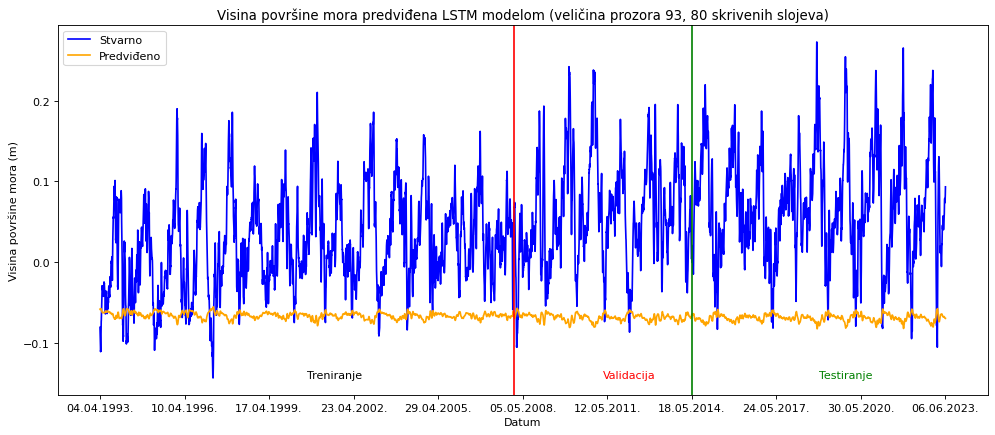 Visina površine mora predviđena LSTM modelom (veličina prozora 93, 80 skrivenih slojeva)
Stvarno
Predviđeno
Visina površine mora (m)
0.2
0.1
0.0
−0.1
Treniranje
Validacija
Testiranje
04.04.1993.
10.04.1996.
17.04.1999.
23.04.2002.
29.04.2005.
05.05.2008.
12.05.2011.
18.05.2014.
24.05.2017.
30.05.2020.
06.06.2023.
Datum